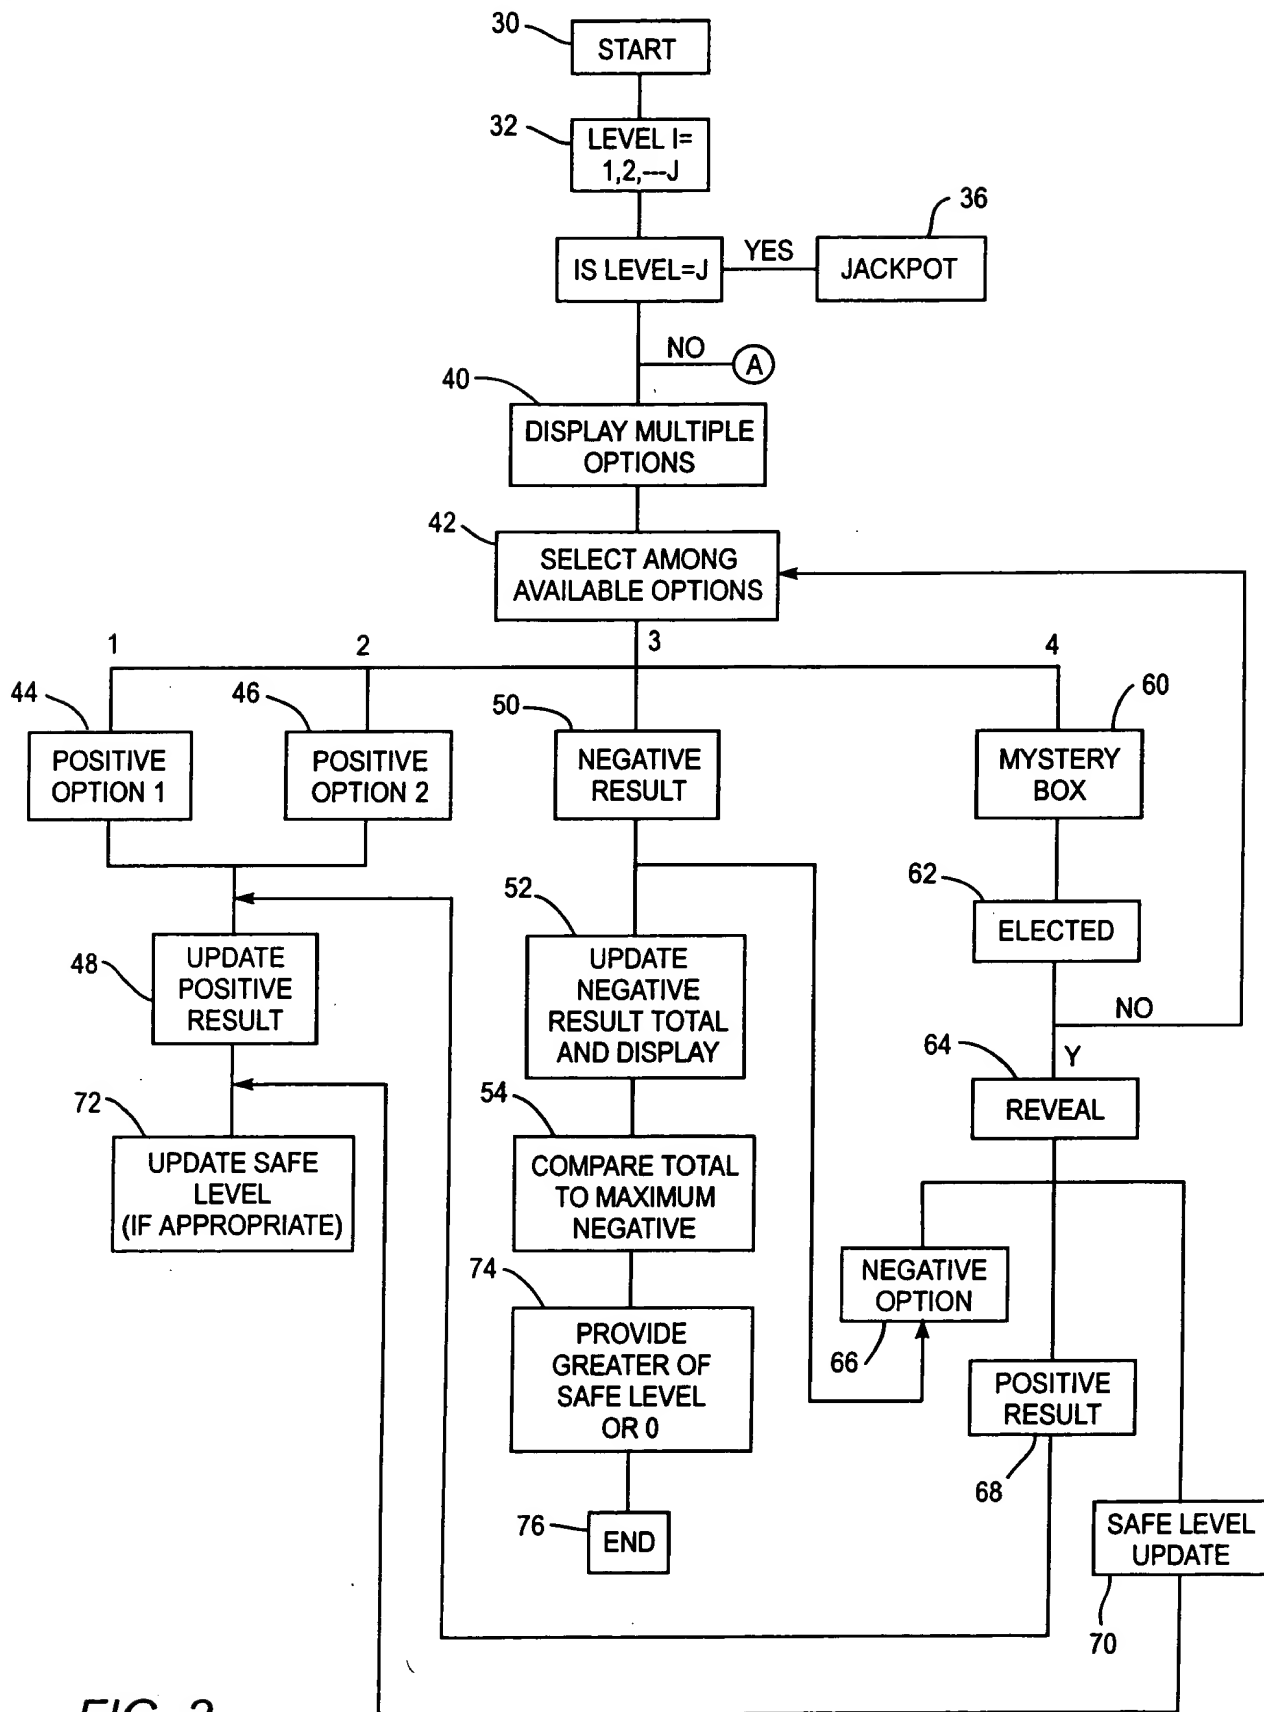 30
START
32
LEVEL I=
1,2,---J
36
IS LEVEL=J
YES
JACKPOT
NO
A
40
DISPLAY MULTIPLE
OPTIONS
42
SELECT AMONG
AVAILABLE OPTIONS
1
2
3
4
44
46
50
60
POSITIVE
OPTION 1
POSITIVE
OPTION 2
NEGATIVE
RESULT
MYSTERY
BOX
52
62
ELECTED
48
UPDATE
POSITIVE
RESULT
UPDATE
NEGATIVE
RESULT TOTAL
AND DISPLAY
NO
64
Y
REVEAL
72
UPDATE SAFE
LEVEL
(IF APPROPRIATE)
54
COMPARE TOTAL
TO MAXIMUM
NEGATIVE
74
NEGATIVE
OPTION
66
PROVIDE
GREATER OF
SAFE LEVEL
OR 0
POSITIVE
RESULT
68
76
END
SAFE LEVEL
UPDATE
70